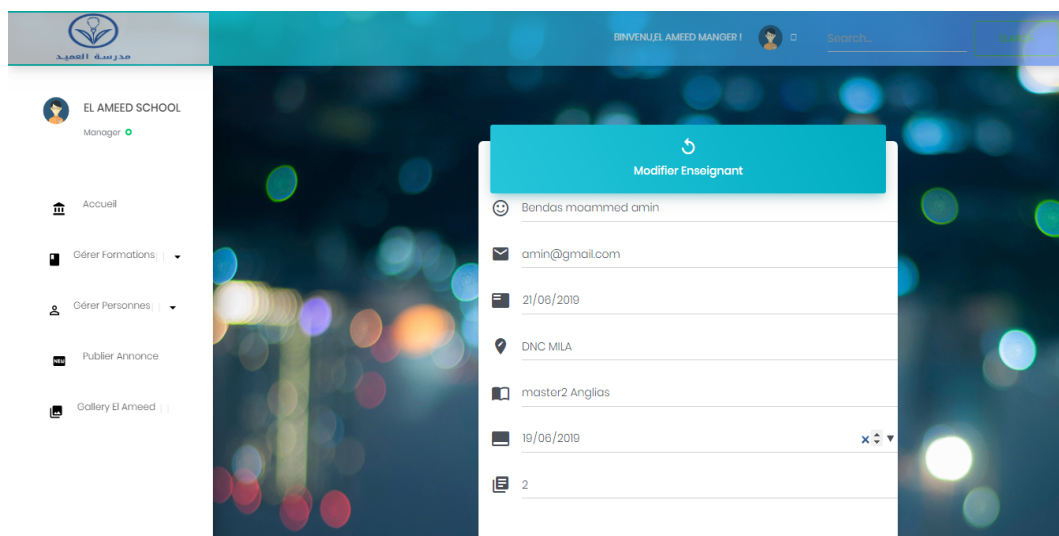 مدرسة العميد
BINVENU,EL AMEED MANGER !
Search...
EL AMEED SCHOOL
Manager
Accueil
Gérer Formations
Gérer Personnes
NEW
Publier Annonce
Gallery El Ameed
Modifier Enseignant
Bendas moammed amin
amin@gmail.com
21/06/2019
DNC MILA
master2 Anglias
19/06/2019
2